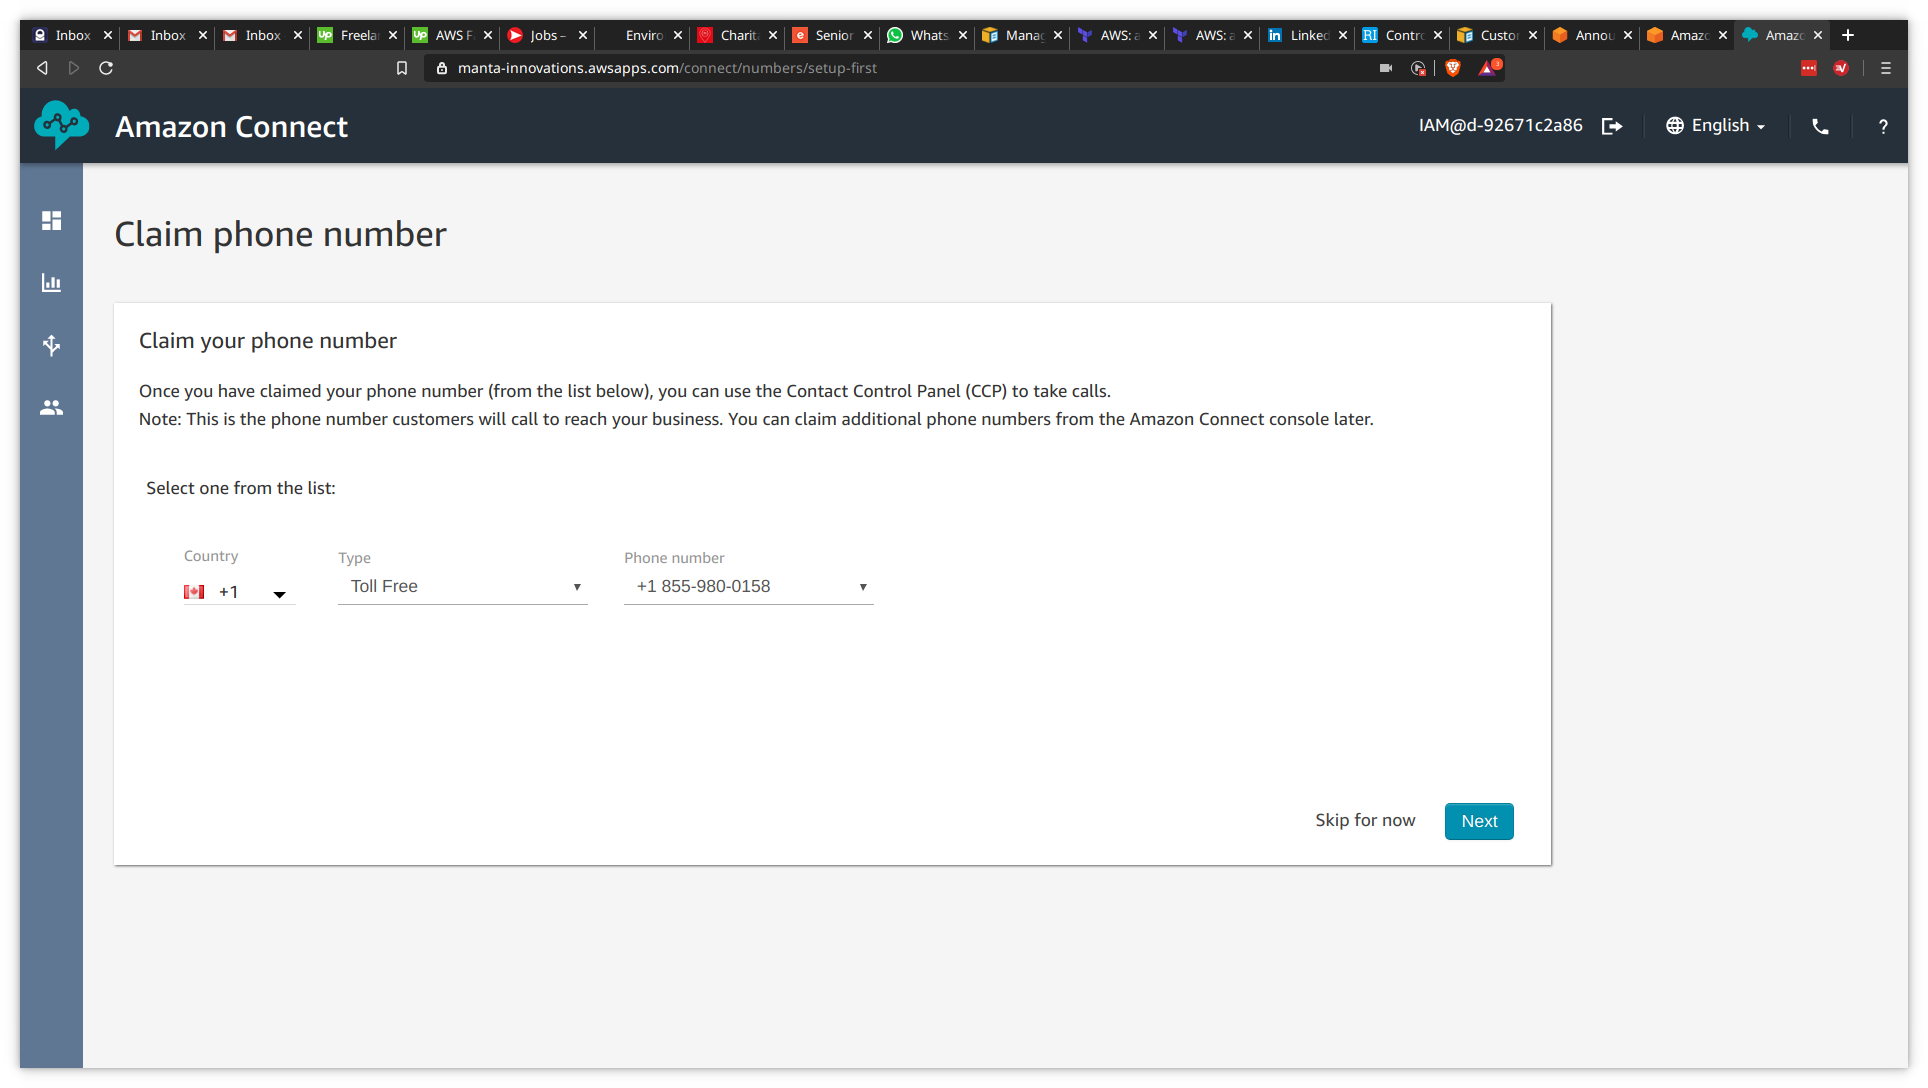 Inbox Inbox Inbox Freela AWS F Jobs – Enviro Charit Senior Whats Manag AWS: a AWS: a Linked RI Contro Custo Annou Amazo Amazo
manta-innovations.awsapps.com/connect/numbers/setup-first
Amazon Connect
IAM@d-92671c2a86 English ?
Claim phone number
Claim your phone number
Once you have claimed your phone number (from the list below), you can use the Contact Control Panel (CCP) to take calls.
Note: This is the phone number customers will call to reach your business. You can claim additional phone numbers from the Amazon Connect console later.
Select one from the list:
Country Type Phone number
+1 Toll Free +1 855-980-0158
Skip for now Next